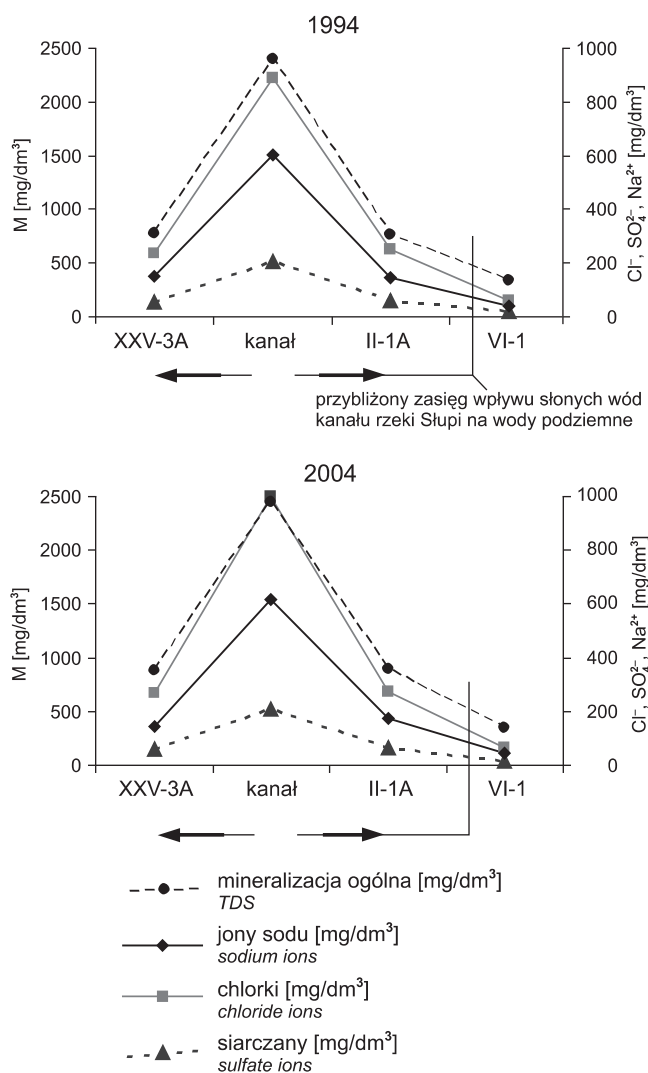 1994
2500
2000
1500
1000
500
0
M [mg/dm³]
1000
800
600
400
200
0
Cl⁻, SO₄²⁻, Na²⁺ [mg/dm³]
XXV-3A kanał II-1A VI-1
przybliżony zasięg wpływu słonych wód
kanału rzeki Słupi na wody podziemne
2004
2500
2000
1500
1000
500
0
M [mg/dm³]
1000
800
600
400
200
0
Cl⁻, SO₄²⁻, Na²⁺ [mg/dm³]
XXV-3A kanał II-1A VI-1
mineralizacja ogólna [mg/dm³]
TDS
jony sodu [mg/dm³]
sodium ions
chlorki [mg/dm³]
chloride ions
siarczany [mg/dm³]
sulfate ions